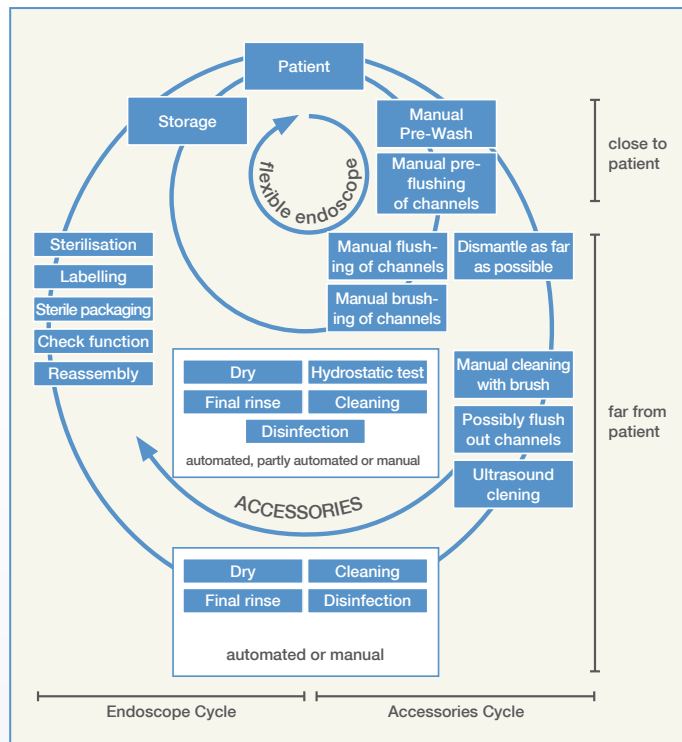 Patient
Storage
Manual
Pre-Wash
Manual pre-
flushing
of channels
close to
patient
flexible endoscope
Sterilisation
Labelling
Sterile packaging
Check function
Reassembly
Manual flush-
ing of channels
Manual brush-
ing of channels
Dismantle as far
as possible
Dry
Hydrostatic test
Final rinse
Cleaning
Disinfection
automated, partly automated or manual
Manual cleaning
with brush
Possibly flush
out channels
Ultrasound
clening
far from
patient
ACCESSORIES
Dry
Cleaning
Final rinse
Disinfection
automated or manual
Endoscope Cycle
Accessories Cycle